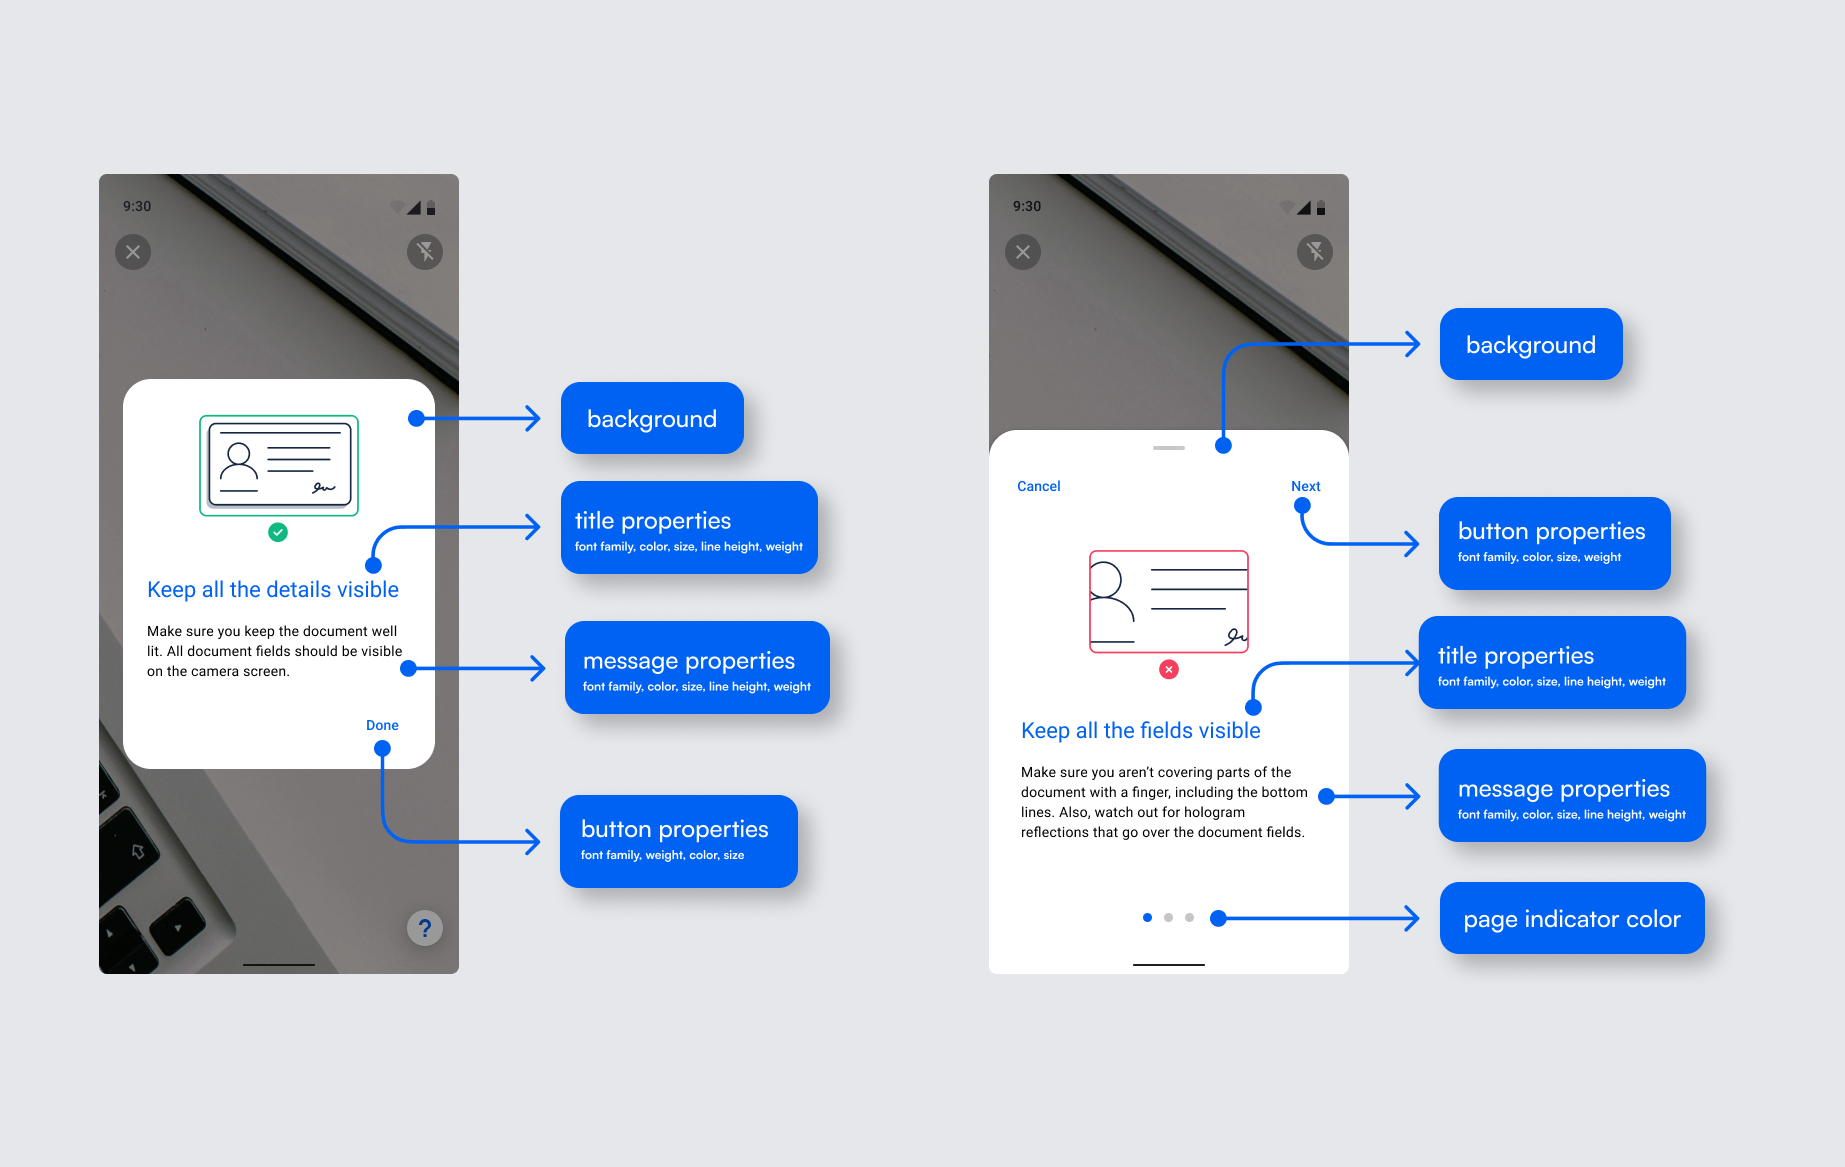 9:30
Keep all the details visible
Make sure you keep the document well
lit. All document fields should be visible
on the camera screen.
Done
?
background
title properties
font family, color, size, line height, weight
message properties
font family, color, size, line height, weight
button properties
font family, weight, color, size
9:30
Cancel
Next
Keep all the fields visible
Make sure you aren't covering parts of the
document with a finger, including the bottom
lines. Also, watch out for hologram
reflections that go over the document fields.
background
button properties
font family, color, size, weight
title properties
font family, color, size, line height, weight
message properties
font family, color, size, line height, weight
page indicator color